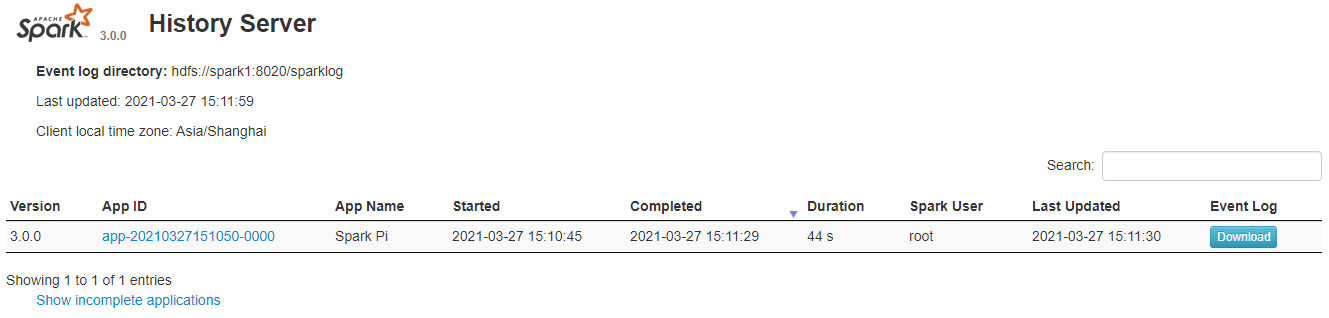 APACHE
Spark 3.0.0 History Server
Event log directory: hdfs://spark1:8020/sparklog
Last updated: 2021-03-27 15:11:59
Client local time zone: Asia/Shanghai
Search:
Version App ID App Name Started Completed Duration Spark User Last Updated Event Log
3.0.0 app-20210327151050-0000 Spark Pi 2021-03-27 15:10:45 2021-03-27 15:11:29 44 s root 2021-03-27 15:11:30 Download
Showing 1 to 1 of 1 entries
Show incomplete applications